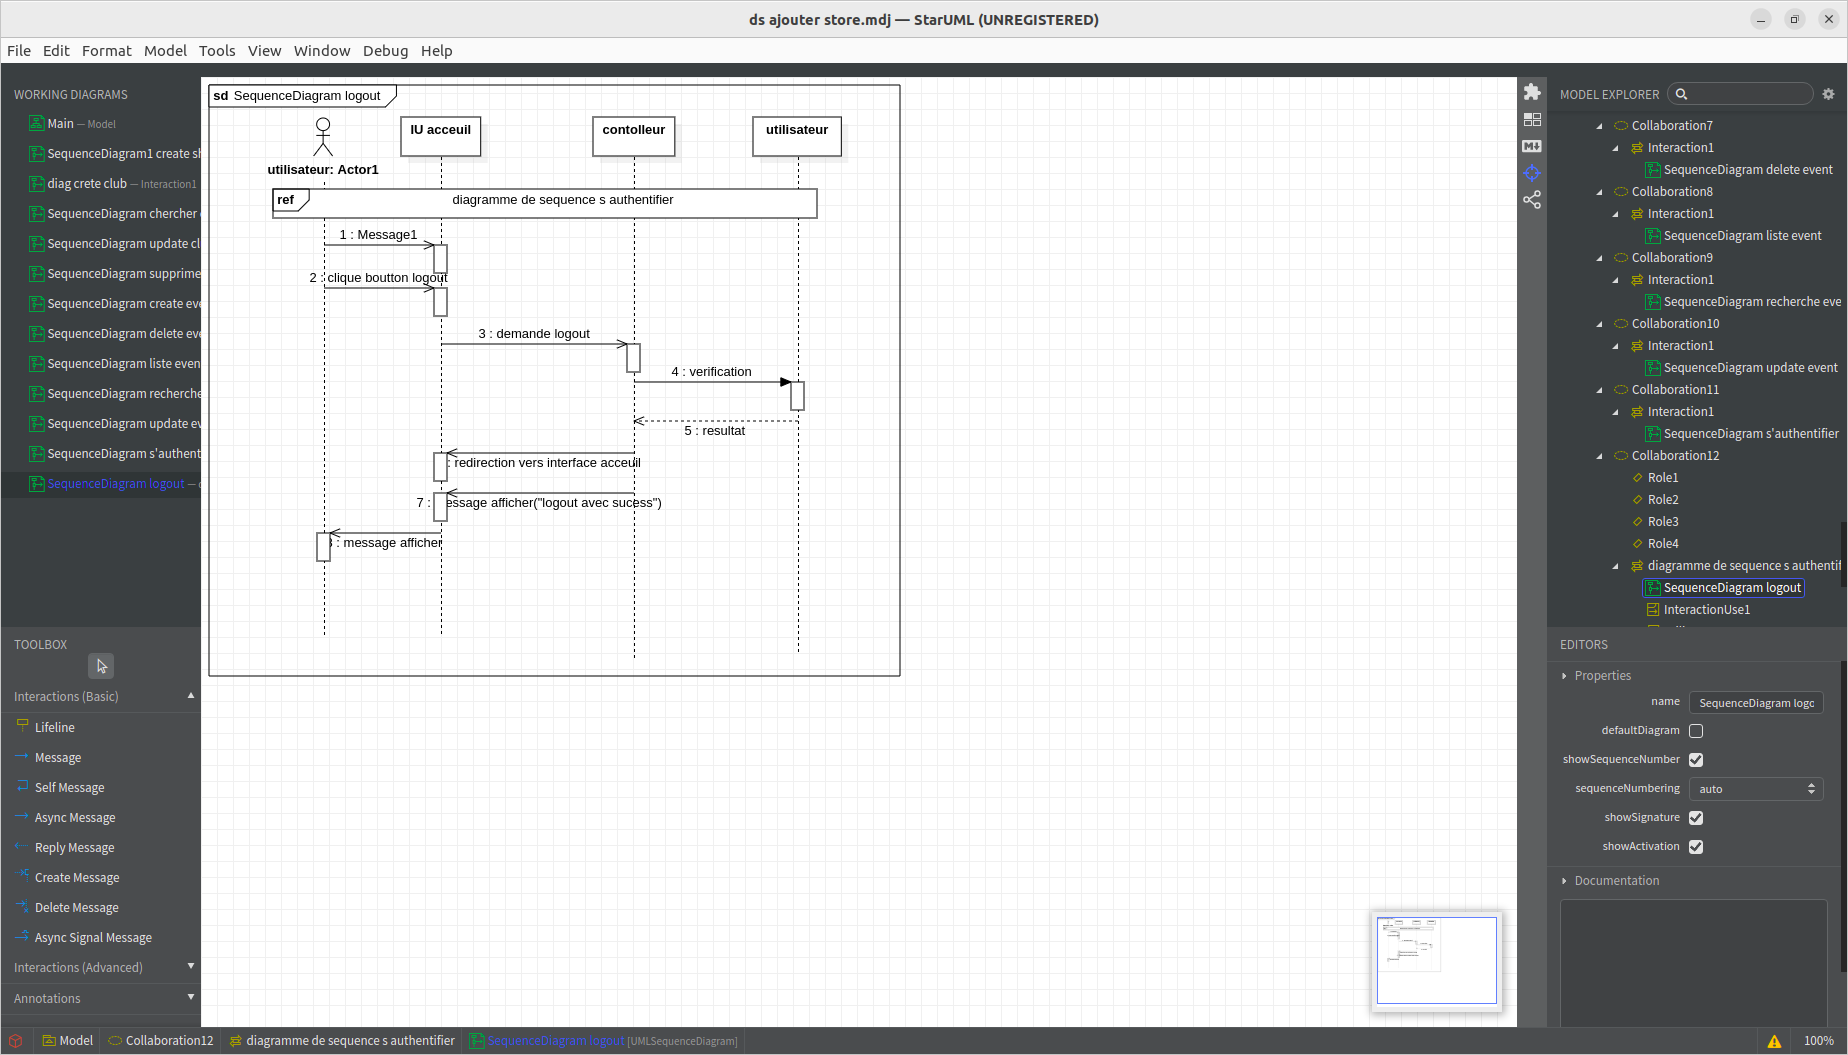 ds ajouter store.mdj — StarUML (UNREGISTERED)
File Edit Format Model Tools View Window Debug Help
WORKING DIAGRAMS
Main — Model
SequenceDiagram1 create sh
diag crete club — Interaction1
SequenceDiagram chercher
SequenceDiagram update cl
SequenceDiagram supprime
SequenceDiagram create eve
SequenceDiagram delete eve
SequenceDiagram liste even
SequenceDiagram recherche
SequenceDiagram update ev
SequenceDiagram s'authent
SequenceDiagram logout —
TOOLBOX
Interactions (Basic)
Lifeline
Message
Self Message
Async Message
Reply Message
Create Message
Delete Message
Async Signal Message
Interactions (Advanced)
Annotations
sd SequenceDiagram logout
IU acceuil
contolleur
utilisateur
utilisateur: Actor1
ref
diagramme de sequence s authentifier
1 : Message1
2 : clique boutton logout
3 : demande logout
4 : verification
5 : resultat
: redirection vers interface acceuil
7 : essage afficher("logout avec sucess")
: message afficher
MODEL EXPLORER
Collaboration7
Interaction1
SequenceDiagram delete event
Collaboration8
Interaction1
SequenceDiagram liste event
Collaboration9
Interaction1
SequenceDiagram recherche eve
Collaboration10
Interaction1
SequenceDiagram update event
Collaboration11
Interaction1
SequenceDiagram s'authentifier
Collaboration12
Role1
Role2
Role3
Role4
diagramme de sequence s authentif
SequenceDiagram logout
InteractionUse1
EDITORS
Properties
name SequenceDiagram logo
defaultDiagram
showSequenceNumber
sequenceNumbering auto
showSignature
showActivation
Documentation
Model Collaboration12 diagramme de sequence s authentifier SequenceDiagram logout [UMLSequenceDiagram] 100%